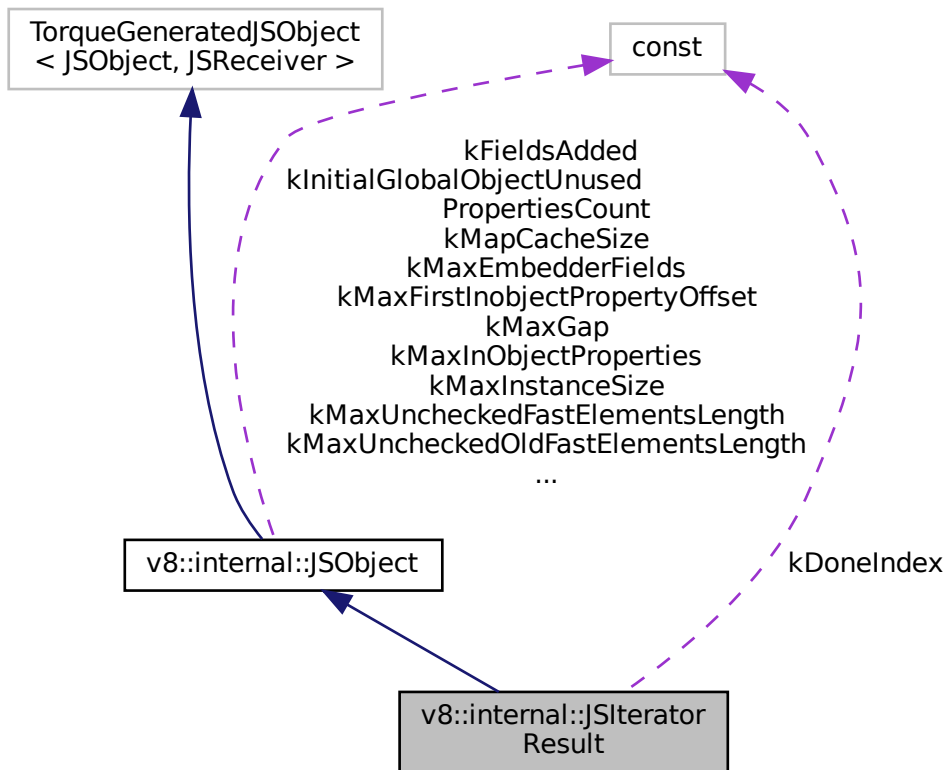 TorqueGeneratedJSObject
< JSObject, JSReceiver >
const
kFieldsAdded
kInitialGlobalObjectUnused
PropertiesCount
kMapCacheSize
kMaxEmbedderFields
kMaxFirstInobjectPropertyOffset
kMaxGap
kMaxInObjectProperties
kMaxInstanceSize
kMaxUncheckedFastElementsLength
kMaxUncheckedOldFastElementsLength
...
v8::internal::JSObject
kDoneIndex
v8::internal::JSIterator
Result